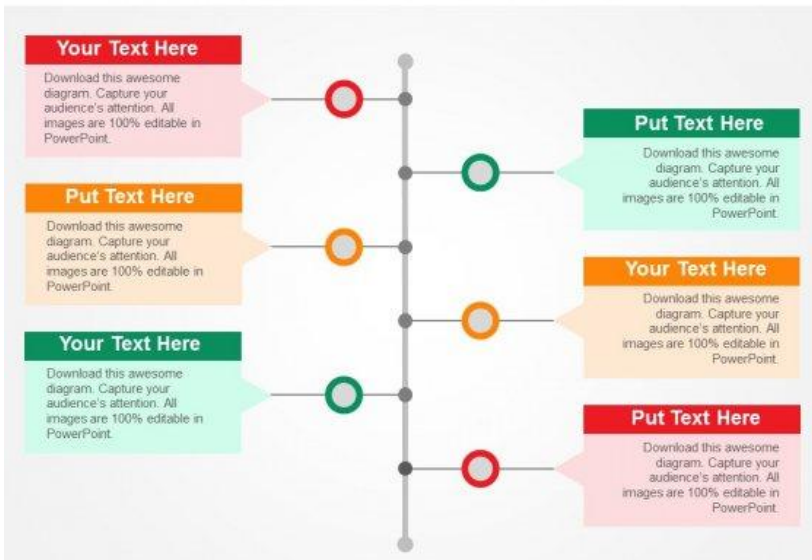 Your Text Here
Download this awesome
diagram. Capture your
audience's attention. All
images are 100% editable in
PowerPoint.
Put Text Here
Download this awesome
diagram. Capture your
audience's attention. All
images are 100% editable in
PowerPoint.
Put Text Here
Download this awesome
diagram. Capture your
audience's attention. All
images are 100% editable in
PowerPoint.
Your Text Here
Download this awesome
diagram. Capture your
audience's attention. All
images are 100% editable in
PowerPoint.
Your Text Here
Download this awesome
diagram. Capture your
audience's attention. All
images are 100% editable in
PowerPoint.
Put Text Here
Download this awesome
diagram. Capture your
audience's attention. All
images are 100% editable in
PowerPoint.